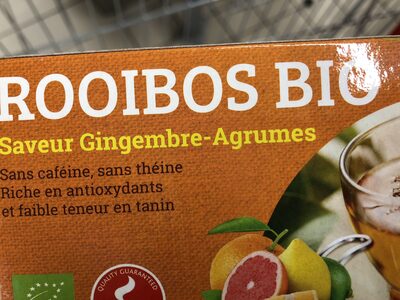 ROOIBOS BIO
Saveur Gingembre-Agrumes
Sans caféine, sans théine
Riche en antioxydants
et faible teneur en tanin
QUALITY GUARANTEED